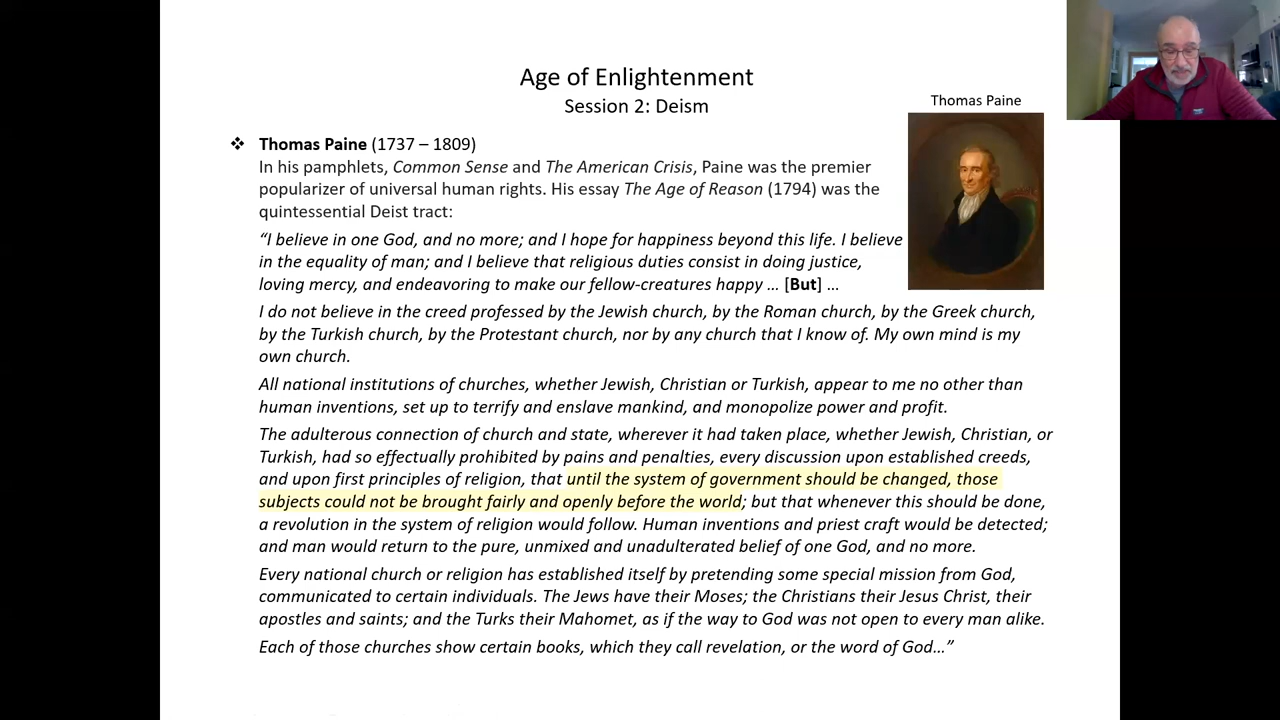 Age of Enlightenment
Session 2: Deism
Thomas Paine
❖ Thomas Paine (1737 – 1809)
In his pamphlets, Common Sense and The American Crisis, Paine was the premier
popularizer of universal human rights. His essay The Age of Reason (1794) was the
quintessential Deist tract:
“I believe in one God, and no more; and I hope for happiness beyond this life. I believe
in the equality of man; and I believe that religious duties consist in doing justice,
loving mercy, and endeavoring to make our fellow-creatures happy … [But] …
I do not believe in the creed professed by the Jewish church, by the Roman church, by the Greek church,
by the Turkish church, by the Protestant church, nor by any church that I know of. My own mind is my
own church.
All national institutions of churches, whether Jewish, Christian or Turkish, appear to me no other than
human inventions, set up to terrify and enslave mankind, and monopolize power and profit.
The adulterous connection of church and state, wherever it had taken place, whether Jewish, Christian, or
Turkish, had so effectually prohibited by pains and penalties, every discussion upon established creeds,
and upon first principles of religion, that until the system of government should be changed, those
subjects could not be brought fairly and openly before the world; but that whenever this should be done,
a revolution in the system of religion would follow. Human inventions and priest craft would be detected;
and man would return to the pure, unmixed and unadulterated belief of one God, and no more.
Every national church or religion has established itself by pretending some special mission from God,
communicated to certain individuals. The Jews have their Moses; the Christians their Jesus Christ, their
apostles and saints; and the Turks their Mahomet, as if the way to God was not open to every man alike.
Each of those churches show certain books, which they call revelation, or the word of God…”